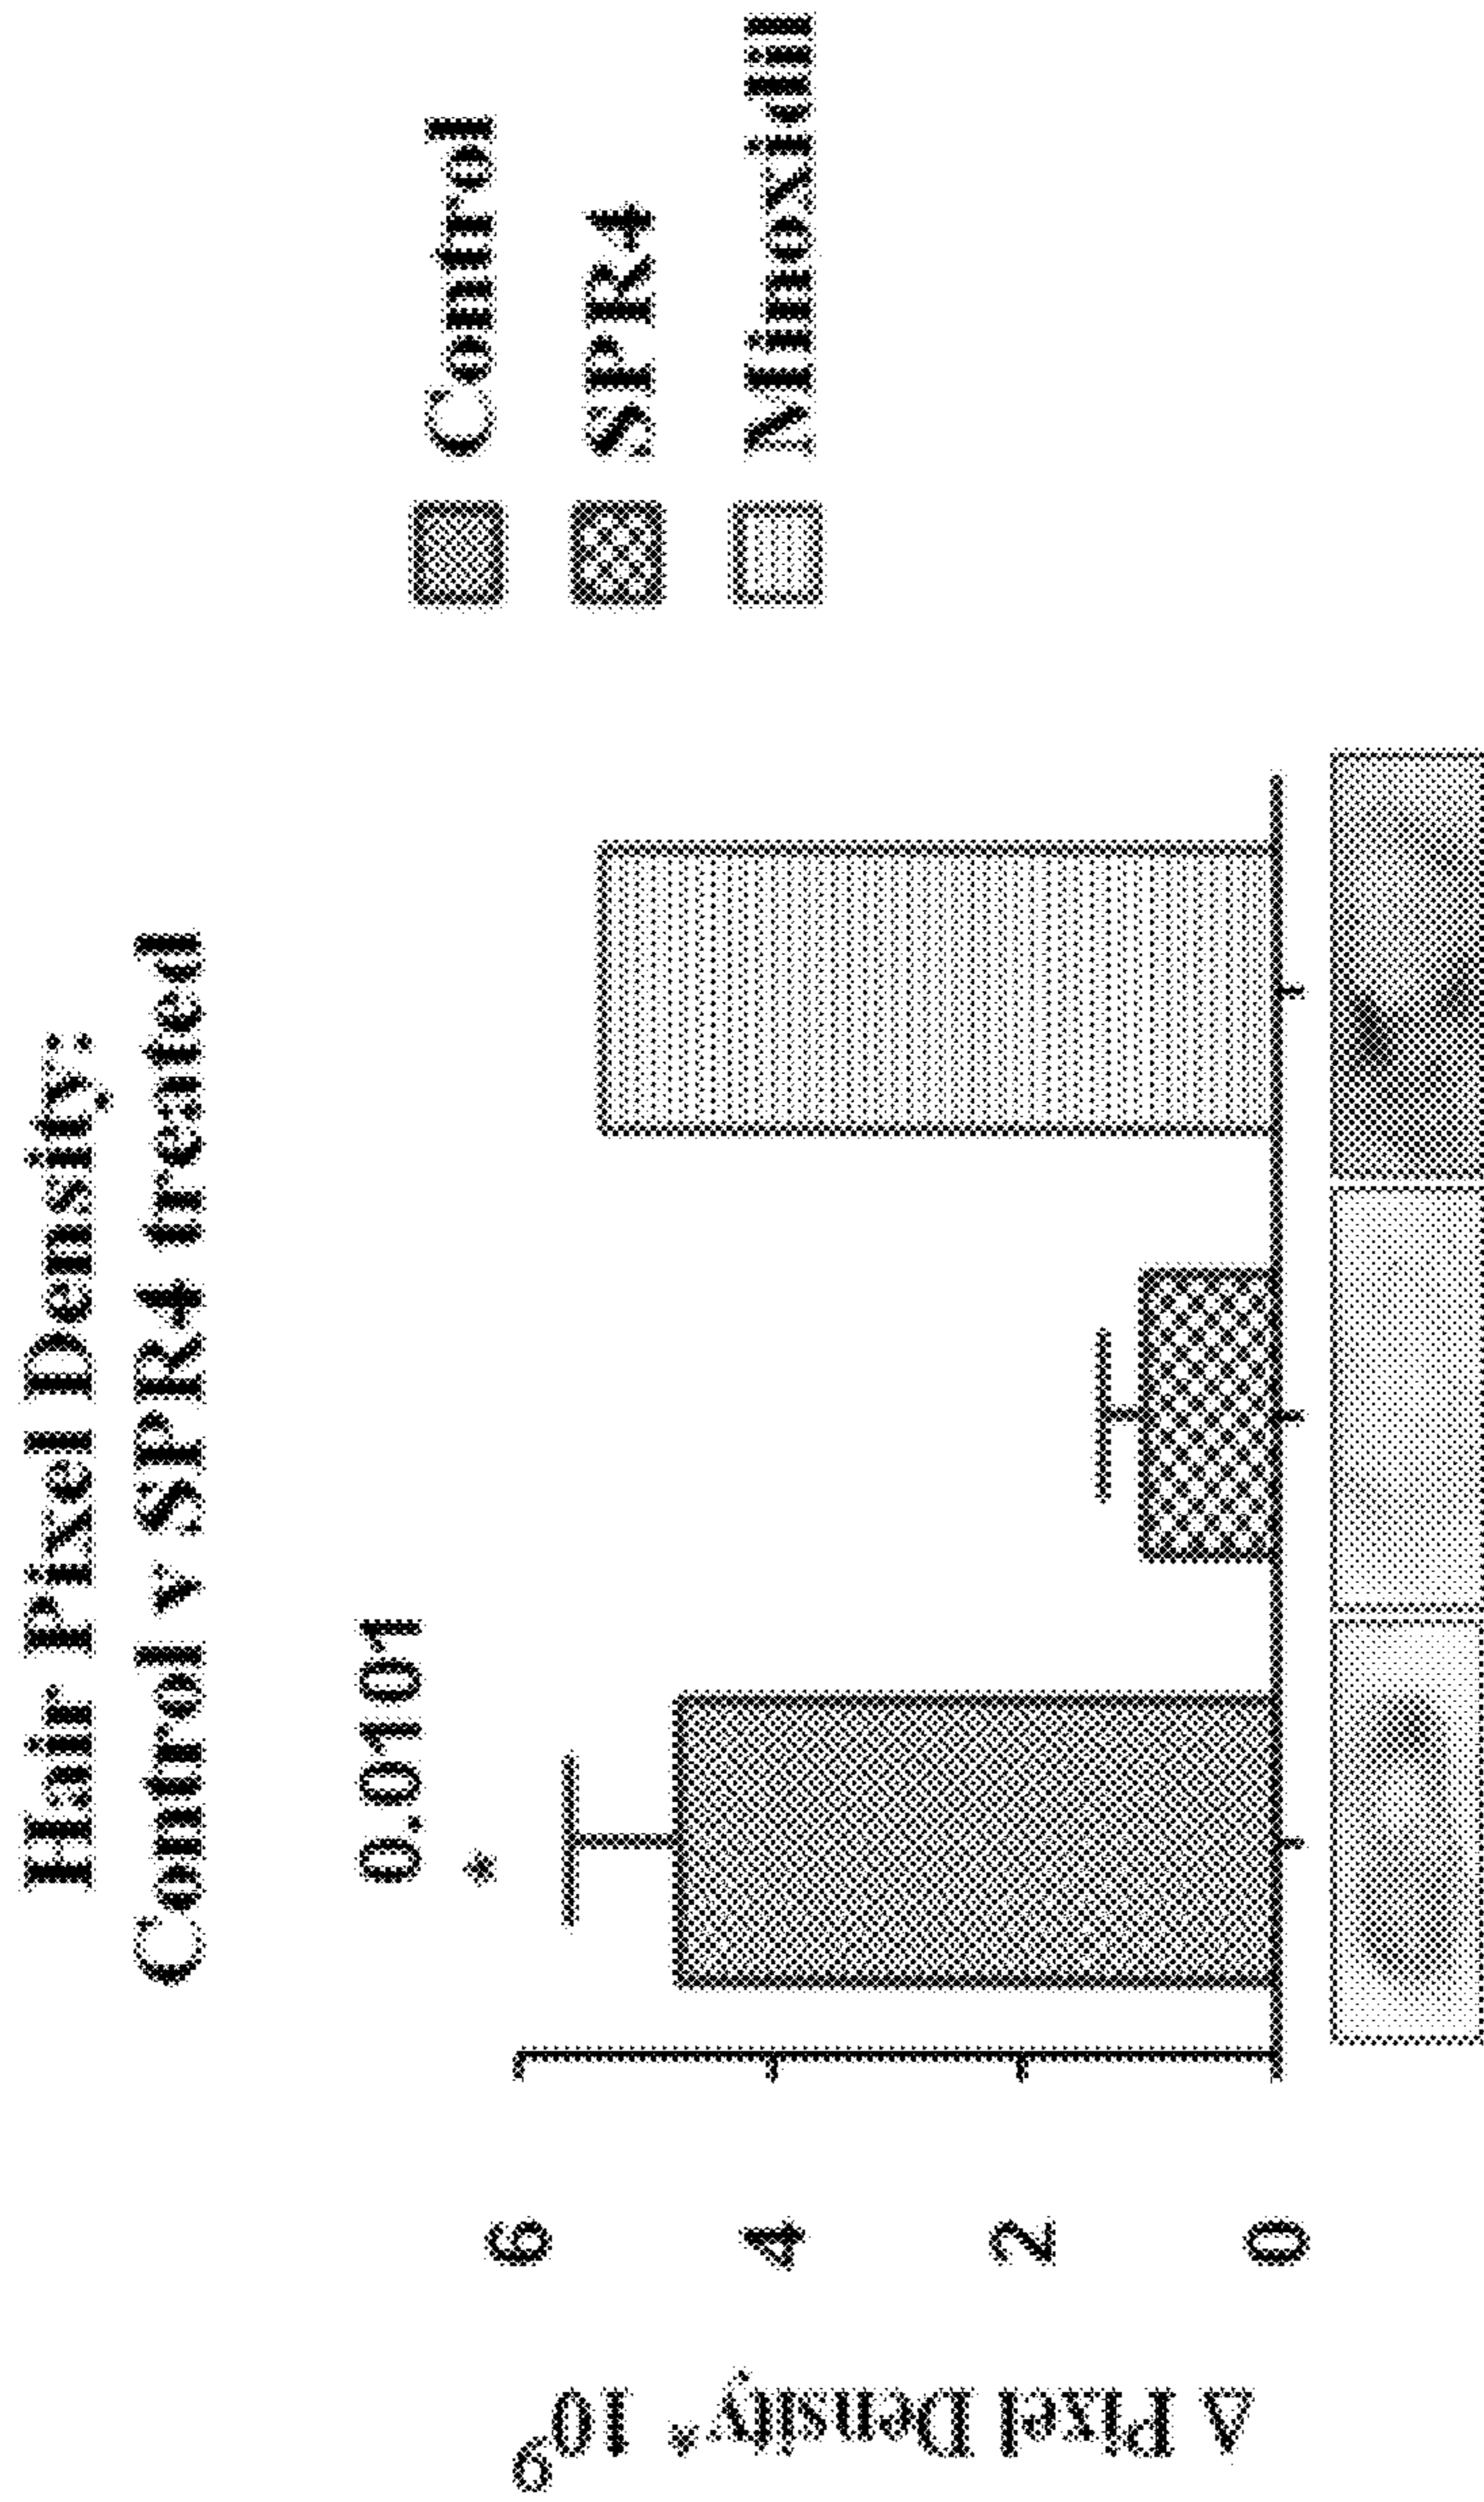 Hair Pixel Density:
Control v SPR4 treated
0.0101
*
Control
SPR4
Minoxidil
6
4
2
0
Δ Pixel Density * 10⁶